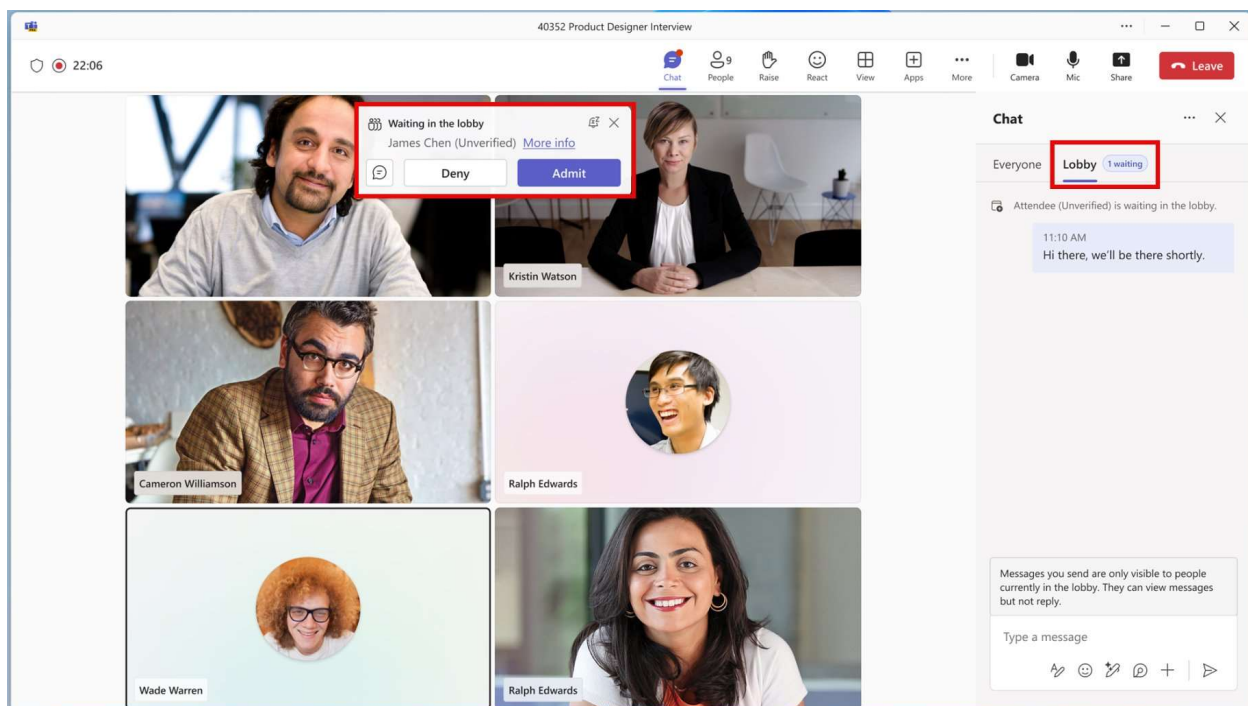 40352 Product Designer Interview
22:06
Chat
People 9
Raise
React
View
Apps
More
Camera
Mic
Share
Leave
Waiting in the lobby
James Chen (Unverified) More info
Deny
Admit
Kristin Watson
Cameron Williamson
Ralph Edwards
Wade Warren
Ralph Edwards
Chat
Everyone
Lobby 1 waiting
Attendee (Unverified) is waiting in the lobby.
11:10 AM
Hi there, we'll be there shortly.
Messages you send are only visible to people
currently in the lobby. They can view messages
but not reply.
Type a message